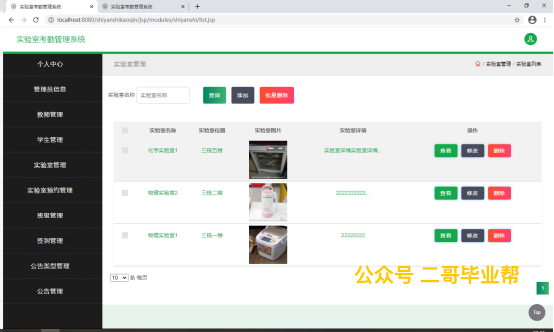 实验室考勤管理系统
实验室考勤管理系统
localhost:8080/shiyanshikaoqin/jsp/modules/shiyanshi/list.jsp
实验室考勤管理系统
个人中心
管理员信息
教师管理
学生管理
实验室管理
实验室预约管理
班级管理
签到管理
公告类型管理
公告管理
实验室管理
/ 实验室管理 / 实验室列表
实验室名称 实验室名称 查询 添加 批量删除
实验室名称 实验室位置 实验室图片 实验室详情 操作
化学实验室1 三栋五楼 实验室详情实验室详情... 查看 修改 删除
物理实验室2 三栋二楼 2222222222... 查看 修改 删除
物理实验室1 三栋一楼 22222222 查看 修改 删除
10 条 每页
公众号 二哥毕业帮
1
Top